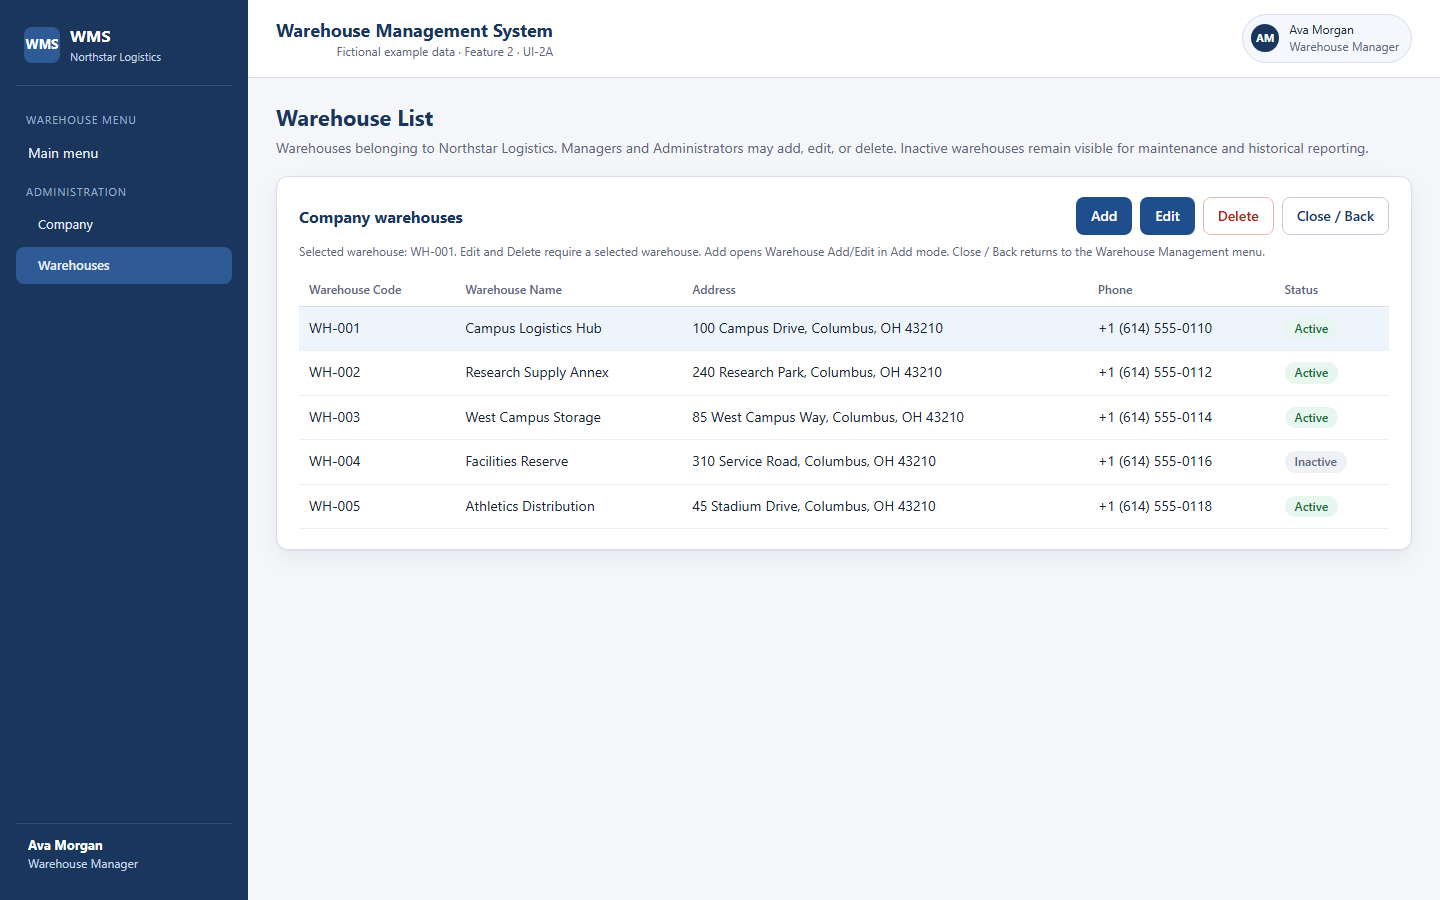 WMS
WMS
Northstar Logistics
WAREHOUSE MENU
Main menu
ADMINISTRATION
Company
Warehouses
Ava Morgan
Warehouse Manager
Warehouse Management System
Fictional example data · Feature 2 · UI-2A
AM
Ava Morgan
Warehouse Manager
Warehouse List
Warehouses belonging to Northstar Logistics. Managers and Administrators may add, edit, or delete. Inactive warehouses remain visible for maintenance and historical reporting.
Company warehouses
Add Edit Delete Close / Back
Selected warehouse: WH-001. Edit and Delete require a selected warehouse. Add opens Warehouse Add/Edit in Add mode. Close / Back returns to the Warehouse Management menu.
Warehouse Code Warehouse Name Address Phone Status
WH-001 Campus Logistics Hub 100 Campus Drive, Columbus, OH 43210 +1 (614) 555-0110 Active
WH-002 Research Supply Annex 240 Research Park, Columbus, OH 43210 +1 (614) 555-0112 Active
WH-003 West Campus Storage 85 West Campus Way, Columbus, OH 43210 +1 (614) 555-0114 Active
WH-004 Facilities Reserve 310 Service Road, Columbus, OH 43210 +1 (614) 555-0116 Inactive
WH-005 Athletics Distribution 45 Stadium Drive, Columbus, OH 43210 +1 (614) 555-0118 Active